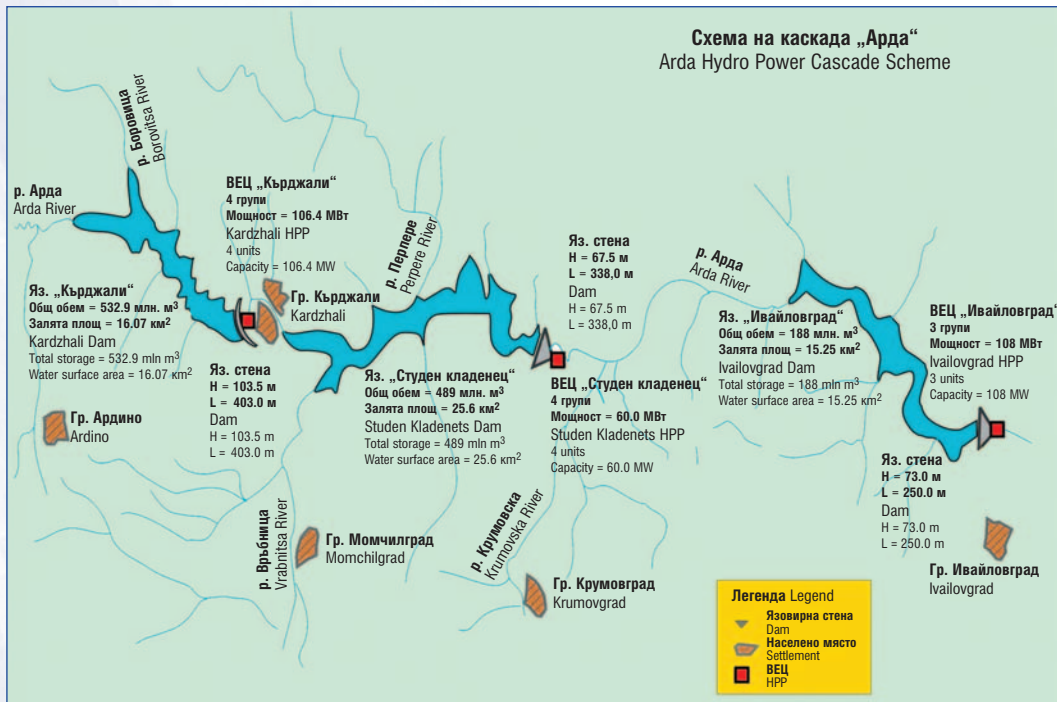 Схема на каскада „Арда“
Arda Hydro Power Cascade Scheme
р. Боровица
Borovitsa River
р. Арда
Arda River
ВЕЦ „Кърджали“
4 групи
Мощност = 106.4 МВт
Kardzhali HPP
4 units
Capacity = 106.4 MW
р. Перпере
Perpere River
Гр. Кърджали
Kardzhali
Яз. „Кърджали“
Общ обем = 532.9 млн. м³
Залята площ = 16.07 км²
Kardzhali Dam
Total storage = 532.9 mln m³
Water surface area = 16.07 км²
Яз. стена
H = 103.5 м
L = 403.0 м
Dam
H = 103.5 m
L = 403.0 m
Гр. Ардино
Ardino
Яз. „Студен кладенец“
Общ обем = 489 млн. м³
Залята площ = 25.6 км²
Studen Kladenets Dam
Total storage = 489 mln m³
Water surface area = 25.6 км²
Яз. стена
H = 67.5 м
L = 338,0 м
Dam
H = 67.5 m
L = 338,0 m
ВЕЦ „Студен кладенец“
4 групи
Мощност = 60.0 МВт
Studen Kladenets HPP
4 units
Capacity = 60.0 MW
р. Арда
Arda River
Яз. „Ивайловград“
Общ обем = 188 млн. м³
Залята площ = 15.25 км²
Ivailovgrad Dam
Total storage = 188 mln m³
Water surface area = 15.25 км²
ВЕЦ „Ивайловград“
3 групи
Мощност = 108 МВт
Ivailovgrad HPP
3 units
Capacity = 108 MW
Яз. стена
H = 73.0 м
L = 250.0 м
Dam
H = 73.0 m
L = 250.0 m
р. Върбница
Vrabnitsa River
Гр. Момчилград
Momchilgrad
р. Крумовска
Krumovska River
Гр. Крумовград
Krumovgrad
Гр. Ивайловград
Ivailovgrad
Легенда Legend
Язовирна стена
Dam
Населено място
Settlement
ВЕЦ
HPP